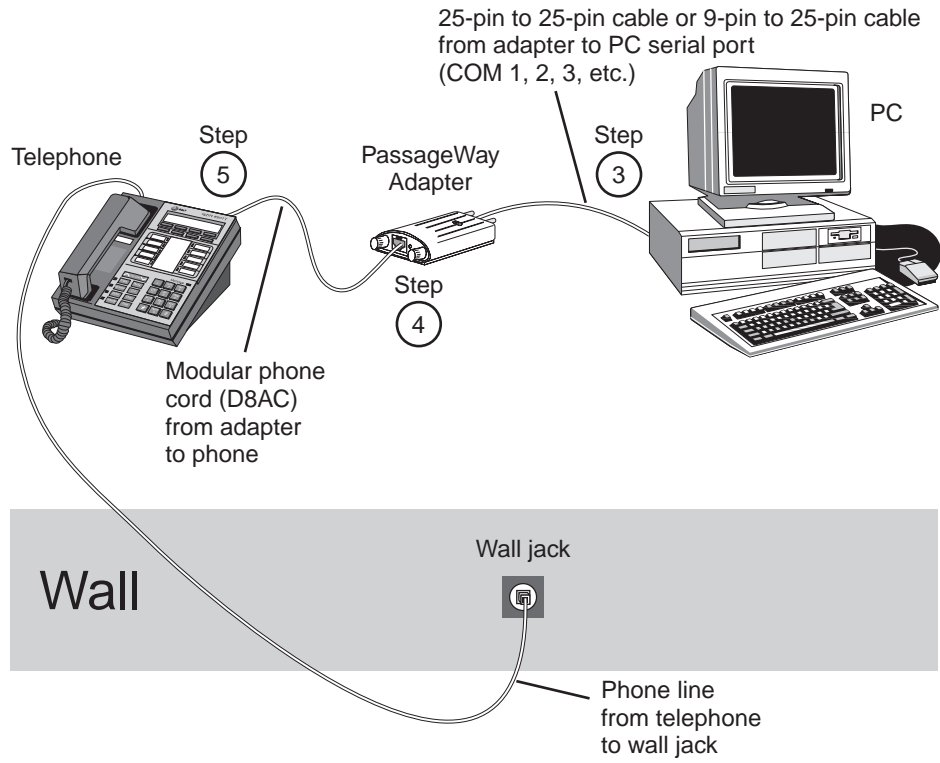 25-pin to 25-pin cable or 9-pin to 25-pin cable
from adapter to PC serial port
(COM 1, 2, 3, etc.)
PC
Step
3
Step
5
Telephone
PassageWay
Adapter
Step
4
Modular phone
cord (D8AC)
from adapter
to phone
Wall jack
Wall
Phone line
from telephone
to wall jack